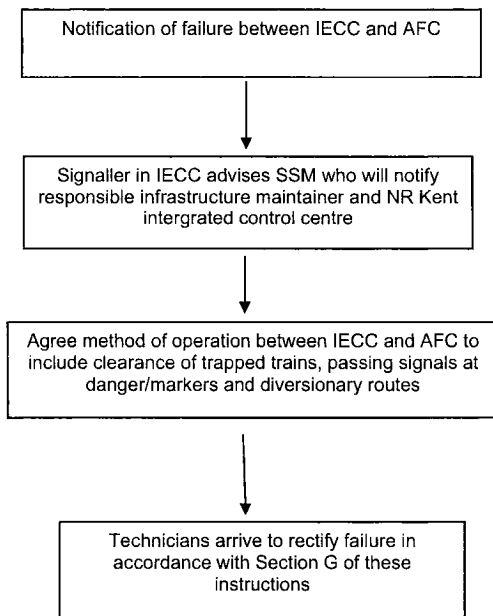 Notification of failure between IECC and AFC
Signaller in IECC advises SSM who will notify
responsible infrastructure maintainer and NR Kent
intergrated control centre
Agree method of operation between IECC and AFC to
include clearance of trapped trains, passing signals at
danger/markers and diversionary routes
Technicians arrive to rectify failure in
accordance with Section G of these
instructions